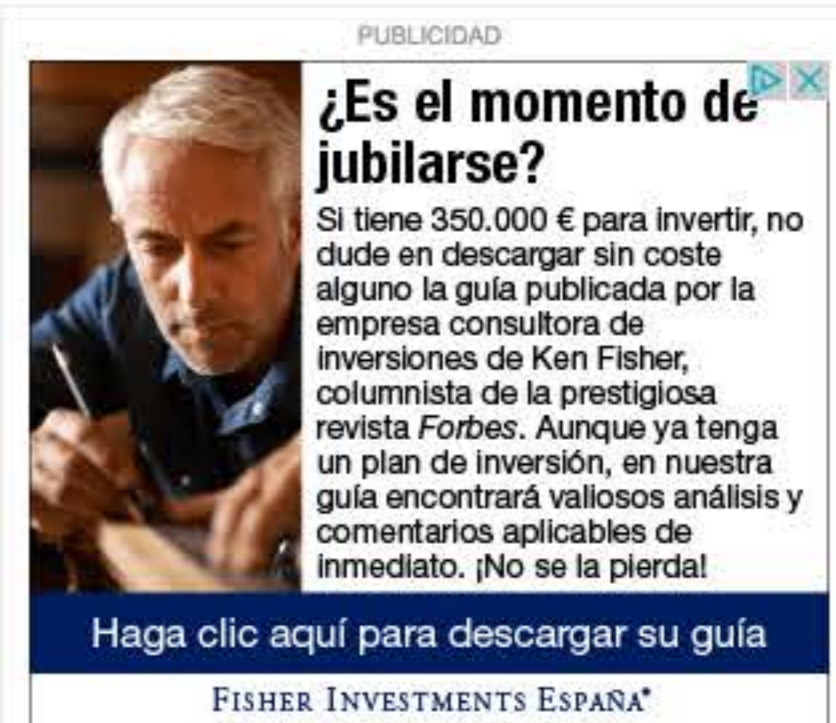 PUBLICIDAD
¿Es el momento de
jubilarse?
Si tiene 350.000 € para invertir, no
dude en descargar sin coste
alguno la guía publicada por la
empresa consultora de
inversiones de Ken Fisher,
columnista de la prestigiosa
revista Forbes. Aunque ya tenga
un plan de inversión, en nuestra
guía encontrará valiosos análisis y
comentarios aplicables de
inmediato. ¡No se la pierda!
Haga clic aquí para descargar su guía
FISHER INVESTMENTS ESPAÑA®